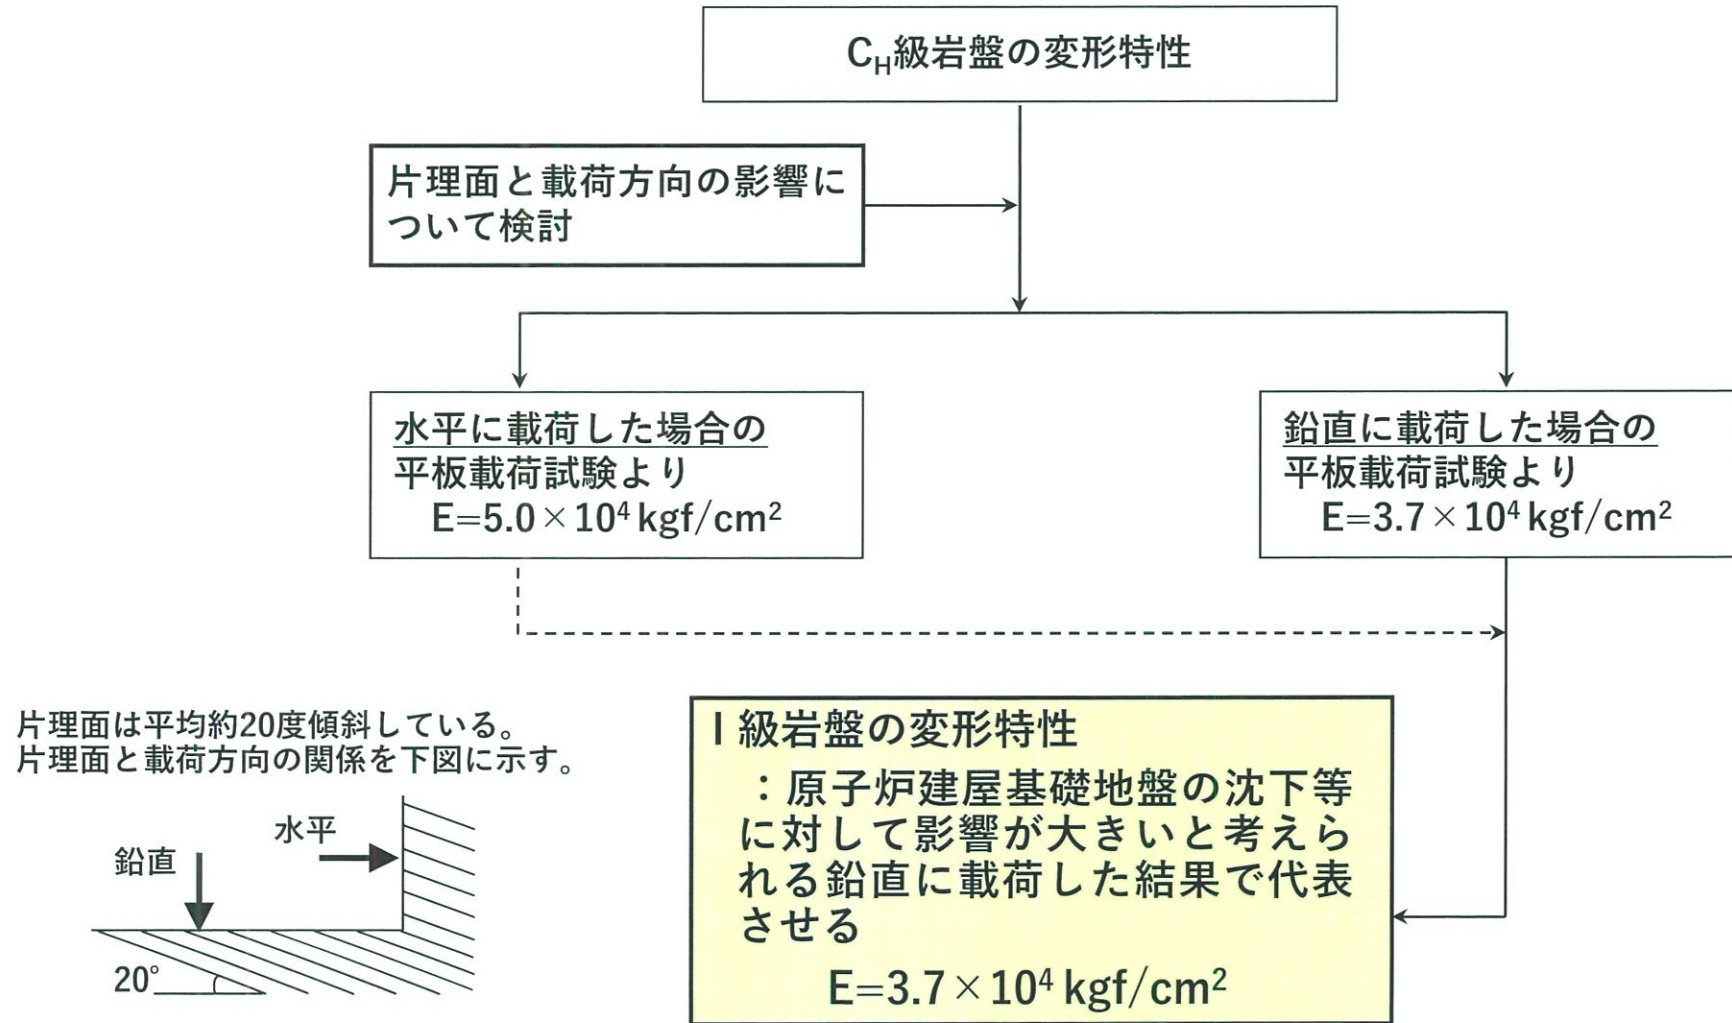 C_H級岩盤の変形特性
片理面と載荷方向の影響に
ついて検討
水平に載荷した場合の
平板載荷試験より
E=5.0×10⁴ kgf/cm²
鉛直に載荷した場合の
平板載荷試験より
E=3.7×10⁴ kgf/cm²
片理面は平均約20度傾斜している。
片理面と載荷方向の関係を下図に示す。
水平
鉛直
20°
Ⅰ級岩盤の変形特性
：原子炉建屋基礎地盤の沈下等
に対して影響が大きいと考えら
れる鉛直に載荷した結果で代表
させる
E=3.7×10⁴ kgf/cm²